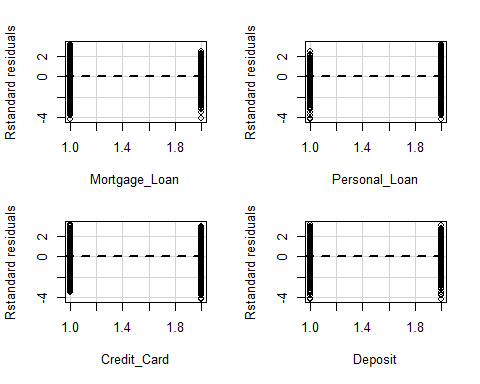 Rstandard residuals
2
0
-4
1.0 1.4 1.8
Mortgage_Loan
Rstandard residuals
2
0
-4
1.0 1.4 1.8
Personal_Loan
Rstandard residuals
2
0
-4
1.0 1.4 1.8
Credit_Card
Rstandard residuals
2
0
-4
1.0 1.4 1.8
Deposit